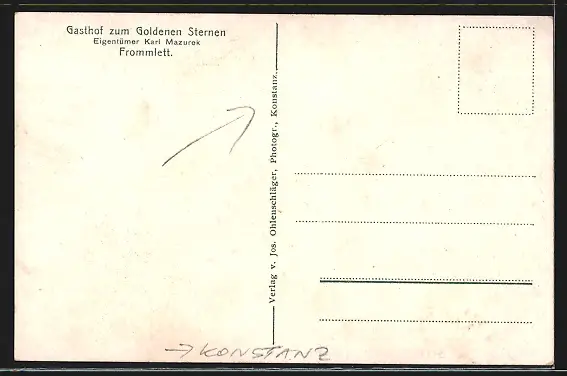 Gasthof zum Goldenen Sternen
Eigentümer Karl Mazurek
Frommlett.
Verlag v. Jos. Ohlenschläger, Photogr., Konstanz.
→ KONSTANZ